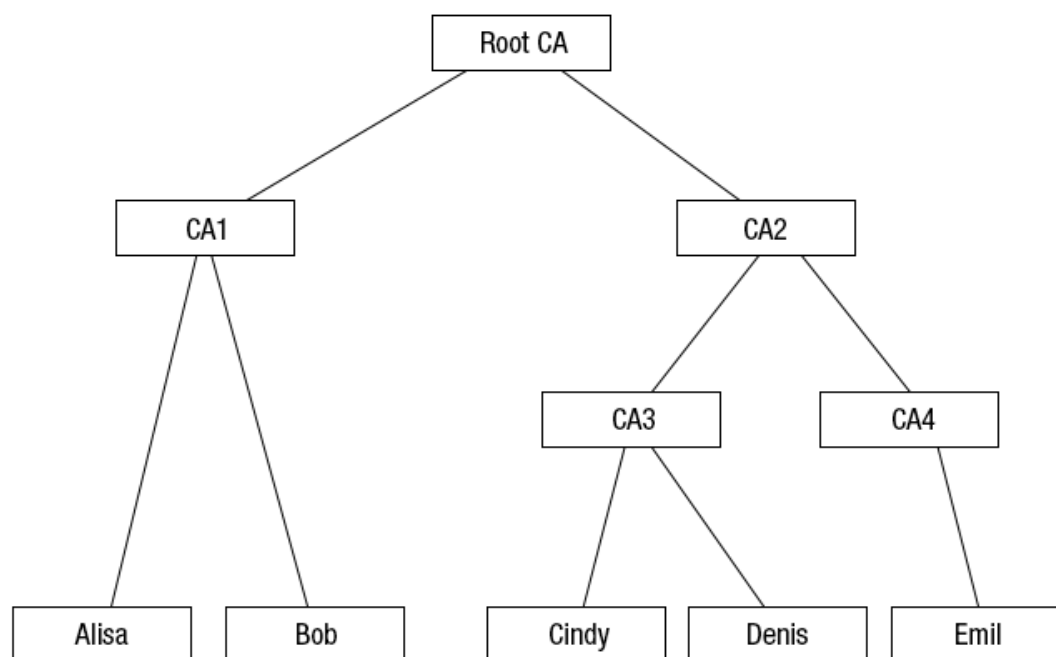 Root CA
CA1
CA2
CA3
CA4
Alisa
Bob
Cindy
Denis
Emil